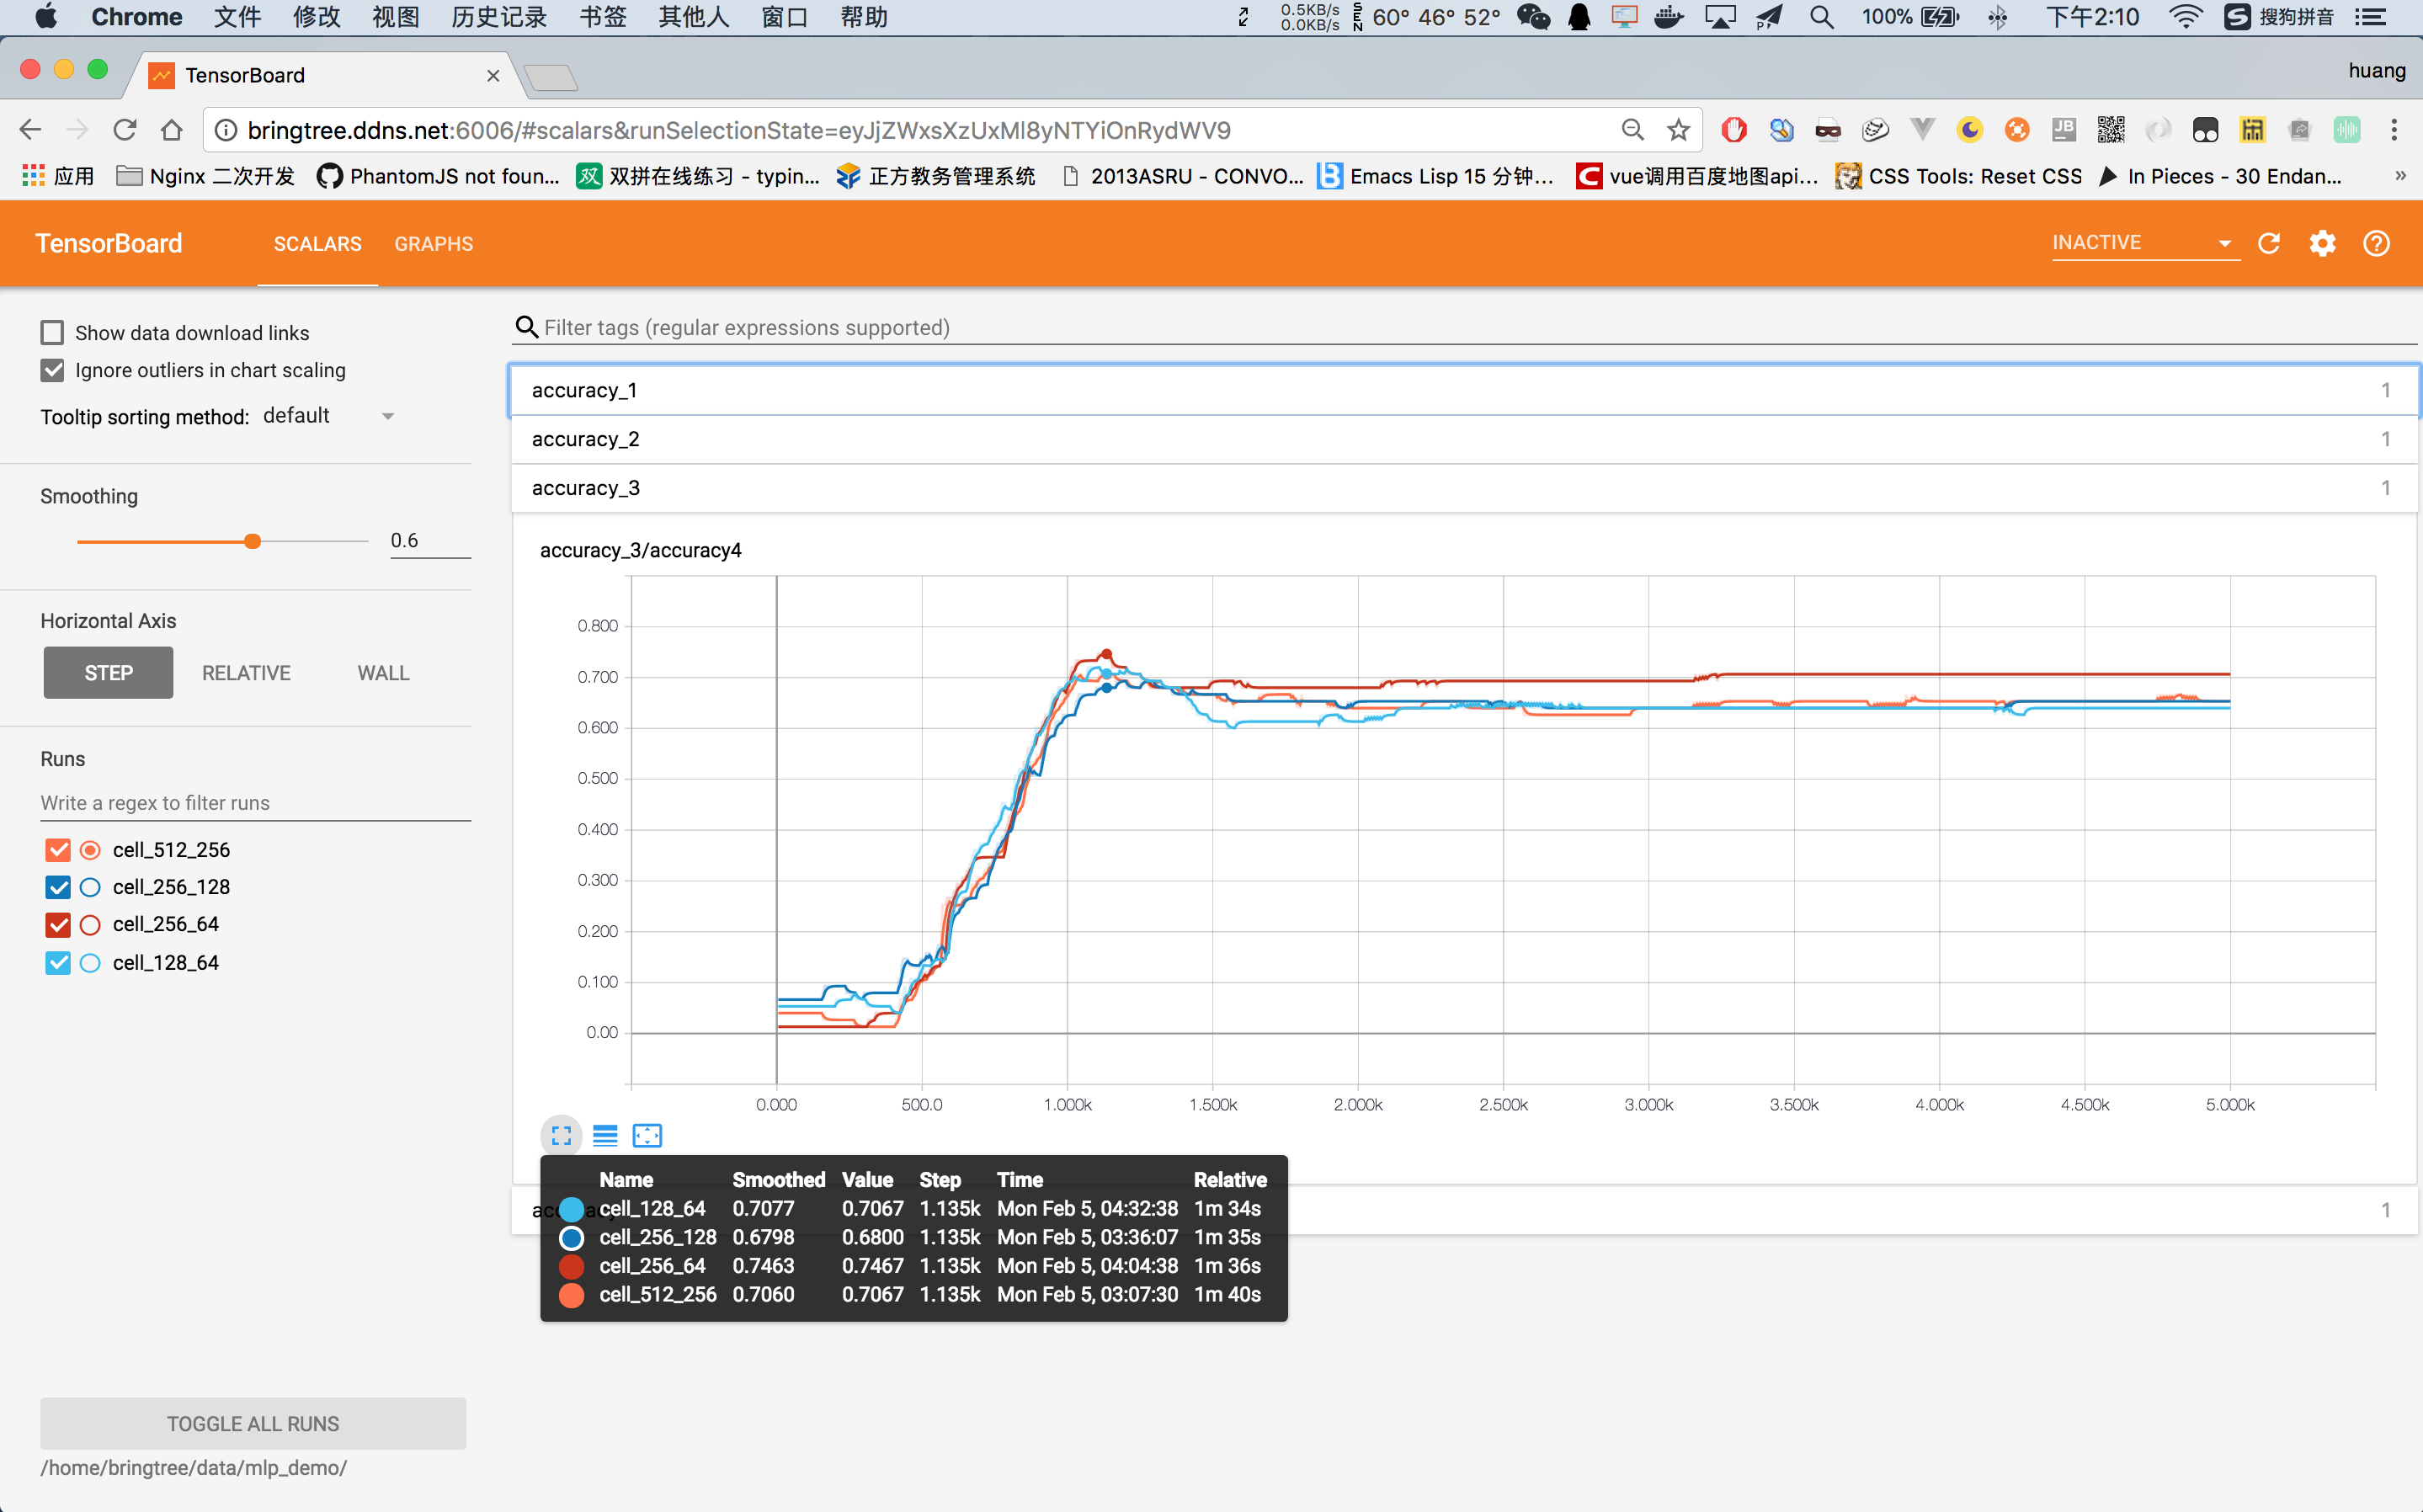 Chrome 文件 修改 视图 历史记录 书签 其他人 窗口 帮助 0.5KB/s 0.0KB/s SEN 60° 46° 52° 100% 下午2:10 搜狗拼音
TensorBoard huang
bringtree.ddns.net:6006/#scalars&runSelectionState=eyJjZWxsXzUxMl8yNTYiOnRydWV9
应用 Nginx 二次开发 PhantomJS not foun... 双拼在线练习 - typin... 正方教务管理系统 2013ASRU - CONVO... Emacs Lisp 15 分钟... vue调用百度地图api... CSS Tools: Reset CSS In Pieces - 30 Endan... »
TensorBoard SCALARS GRAPHS INACTIVE
Show data download links
Ignore outliers in chart scaling
Tooltip sorting method: default
Smoothing
0.6
Horizontal Axis
STEP RELATIVE WALL
Runs
Write a regex to filter runs
cell_512_256
cell_256_128
cell_256_64
cell_128_64
TOGGLE ALL RUNS
/home/bringtree/data/mlp_demo/
Filter tags (regular expressions supported)
accuracy_1 1
accuracy_2 1
accuracy_3 1
accuracy_3/accuracy4
0.800
0.700
0.600
0.500
0.400
0.300
0.200
0.100
0.00
0.000 500.0 1.000k 1.500k 2.000k 2.500k 3.000k 3.500k 4.000k 4.500k 5.000k
Name Smoothed Value Step Time Relative
cell_128_64 0.7077 0.7067 1.135k Mon Feb 5, 04:32:38 1m 34s
cell_256_128 0.6798 0.6800 1.135k Mon Feb 5, 03:36:07 1m 35s
cell_256_64 0.7463 0.7467 1.135k Mon Feb 5, 04:04:38 1m 36s
cell_512_256 0.7060 0.7067 1.135k Mon Feb 5, 03:07:30 1m 40s
1